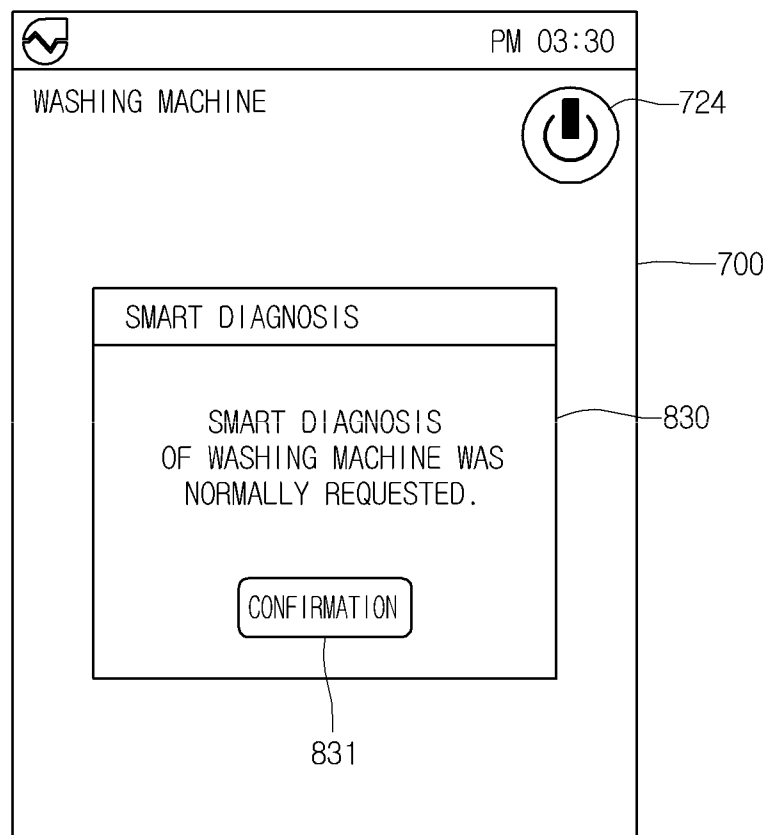 PM 03:30
WASHING MACHINE
724
700
SMART DIAGNOSIS
SMART DIAGNOSIS
OF WASHING MACHINE WAS
NORMALLY REQUESTED.
830
CONFIRMATION
831